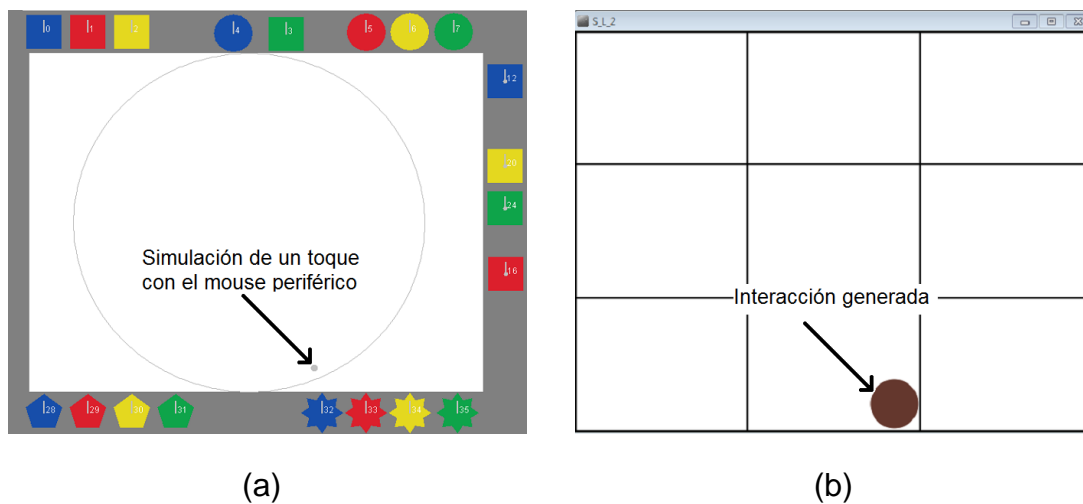 0 1 2 4 3 5 6 7
12
20
24
16
Simulación de un toque
con el mouse periférico
28 29 30 31 32 33 34 35
(a)
S_L_2
Interacción generada
(b)